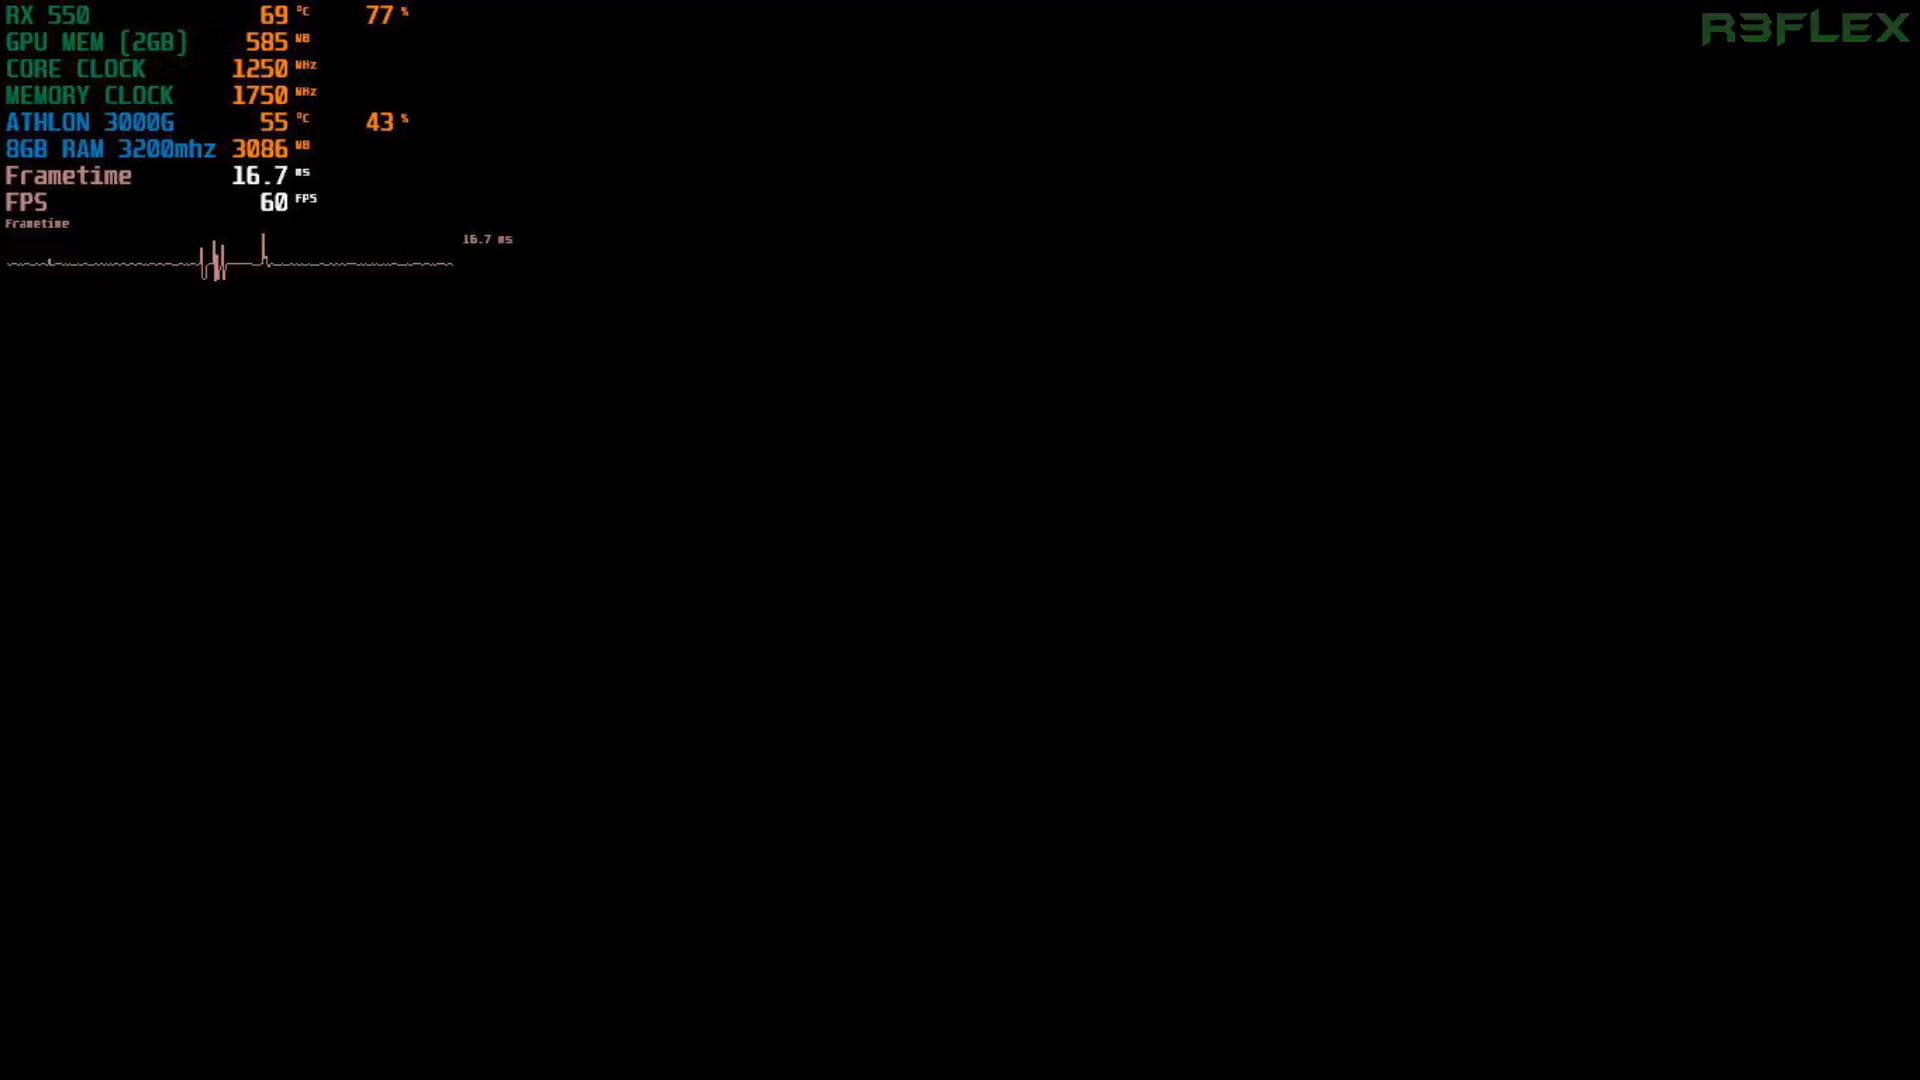 RX 550 69 °C 77 %
R3FLEX
GPU MEM [2GB] 585 MB
CORE CLOCK 1250 MHz
MEMORY CLOCK 1750 MHz
ATHLON 3000G 55 °C 43 %
8GB RAM 3200mhz 3086 MB
Frametime 16.7 ms
FPS 60 FPS
Frametime
16.7 ms